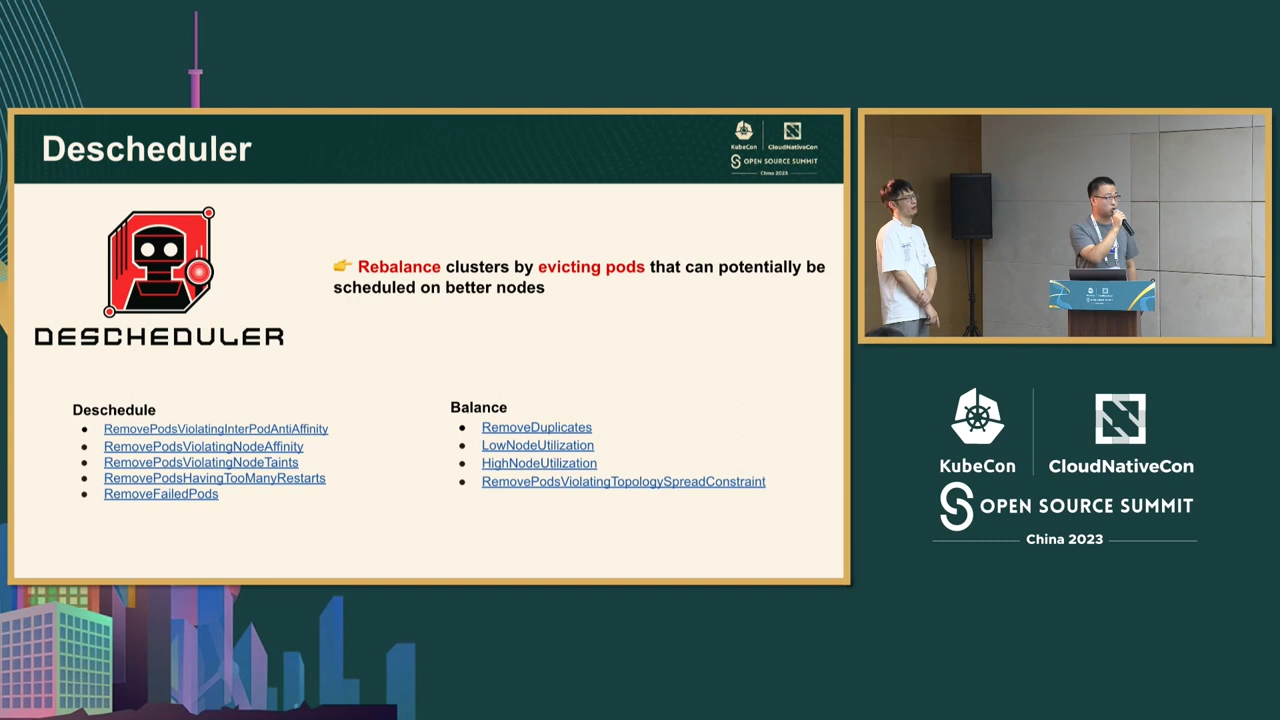 Descheduler
KubeCon
CloudNativeCon
OPEN SOURCE SUMMIT
China 2023
DESCHEDULER
👉 Rebalance clusters by evicting pods that can potentially be
scheduled on better nodes
Deschedule
• RemovePodsViolatingInterPodAntiAffinity
• RemovePodsViolatingNodeAffinity
• RemovePodsViolatingNodeTaints
• RemovePodsHavingTooManyRestarts
• RemoveFailedPods
Balance
• RemoveDuplicates
• LowNodeUtilization
• HighNodeUtilization
• RemovePodsViolatingTopologySpreadConstraint
KubeCon
CloudNativeCon
OPEN SOURCE SUMMIT
China 2023